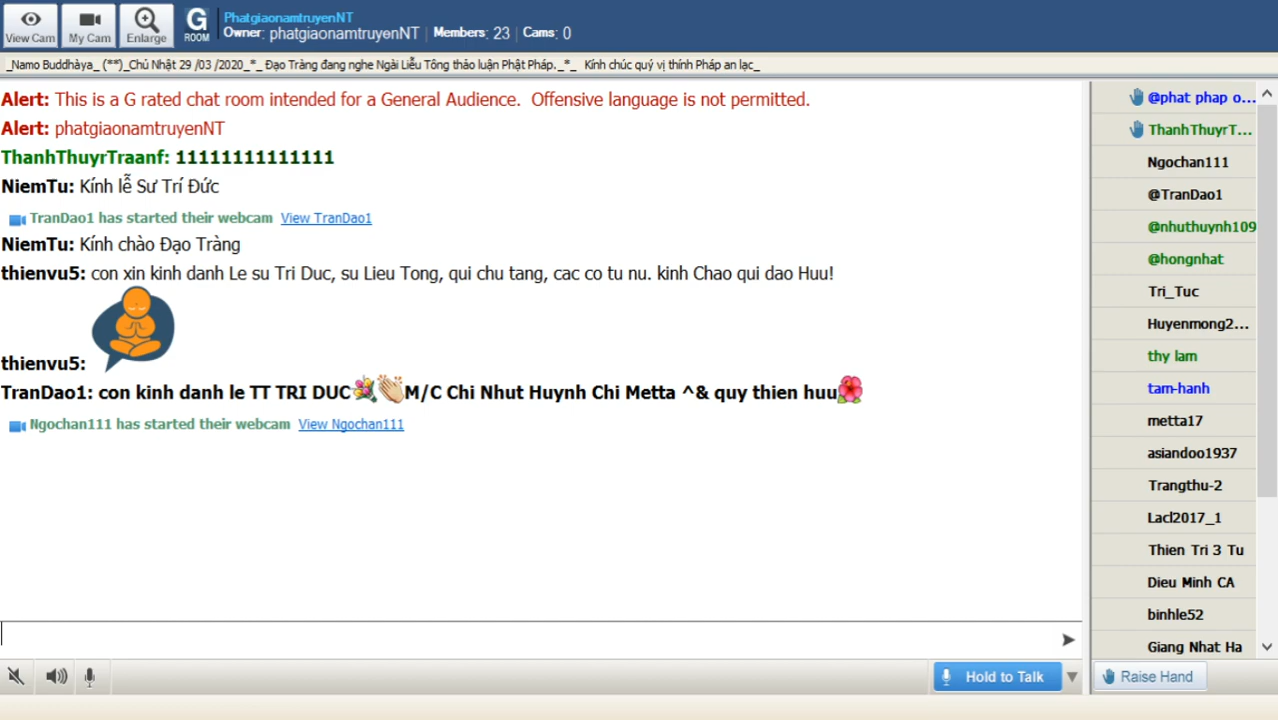 View Cam
My Cam
Enlarge
G
ROOM
PhatgiaonamtruyenNT
Owner: phatgiaonamtruyenNT | Members: 23 | Cams: 0
_Namo Buddhàya_ (**)_Chủ Nhật 29 /03 /2020_*_ Đạo Tràng đang nghe Ngài Liễu Tông thảo luận Phật Pháp._*_ Kính chúc quý vị thính Pháp an lạc_
Alert: This is a G rated chat room intended for a General Audience. Offensive language is not permitted.
Alert: phatgiaonamtruyenNT
ThanhThuyrTraanf: 11111111111111
NiemTu: Kính lễ Sư Trí Đức
TranDao1 has started their webcam View TranDao1
NiemTu: Kính chào Đạo Tràng
thienvu5: con xin kinh danh Le su Tri Duc, su Lieu Tong, qui chu tang, cac co tu nu. kinh Chao qui dao Huu!
thienvu5:
TranDao1: con kinh danh le TT TRI DUC💐👏M/C Chi Nhut Huynh Chi Metta ^& quy thien huu🌺
Ngochan111 has started their webcam View Ngochan111
@phat phap o...
ThanhThuyrT...
Ngochan111
@TranDao1
@nhuthuynh109
@hongnhat
Tri_Tuc
Huyenmong2...
thy lam
tam-hanh
metta17
asiandoo1937
Trangthu-2
Lacl2017_1
Thien Tri 3 Tu
Dieu Minh CA
binhle52
Giang Nhat Ha
Hold to Talk
Raise Hand